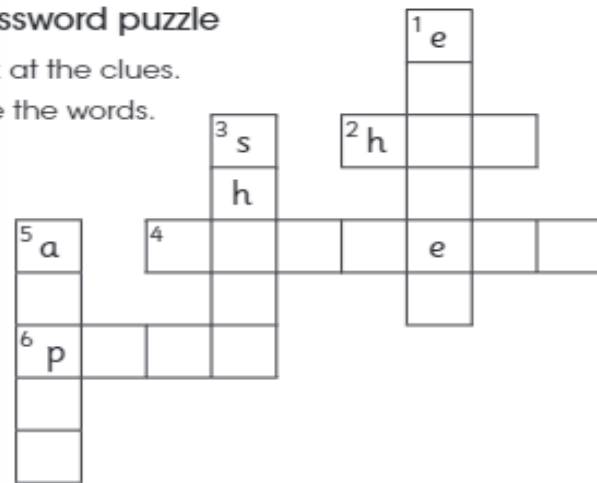 ssword puzzle
at the clues.
the words.
1 e
3 s
2 h
h
5 a
4
e
6 p